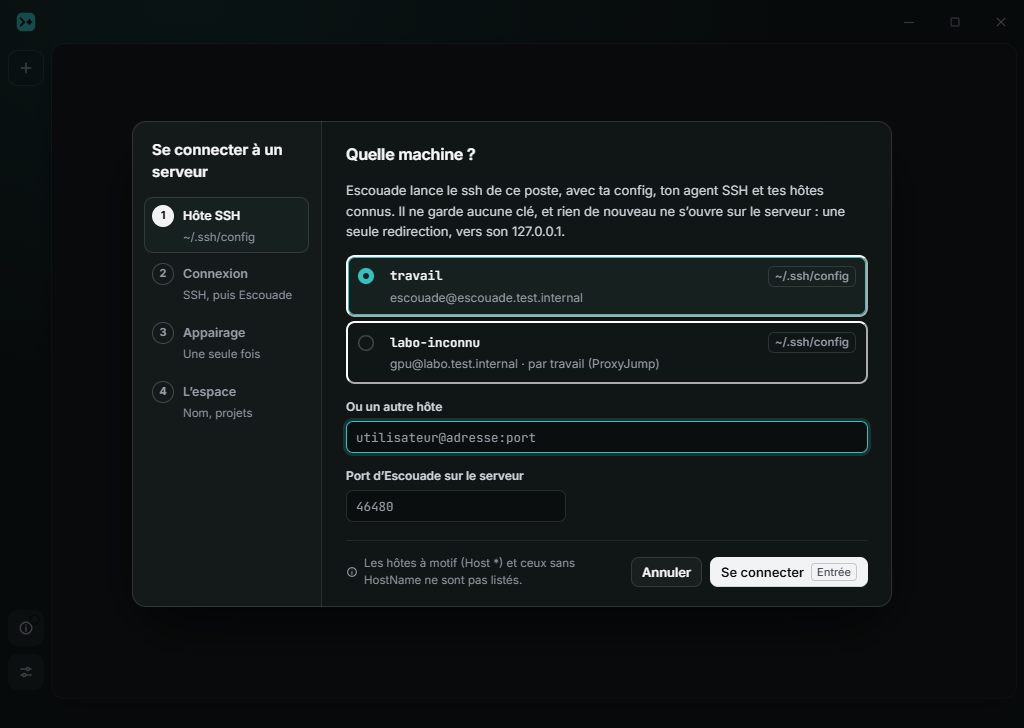 Se connecter à un
serveur
1 Hôte SSH
~/.ssh/config
2 Connexion
SSH, puis Escouade
3 Appairage
Une seule fois
4 L’espace
Nom, projets
Quelle machine ?
Escouade lance le ssh de ce poste, avec ta config, ton agent SSH et tes hôtes
connus. Il ne garde aucune clé, et rien de nouveau ne s’ouvre sur le serveur : une
seule redirection, vers son 127.0.0.1.
travail ~/.ssh/config
escouade@escouade.test.internal
labo-inconnu ~/.ssh/config
gpu@labo.test.internal · par travail (ProxyJump)
Ou un autre hôte
utilisateur@adresse:port
Port d’Escouade sur le serveur
46480
Les hôtes à motif (Host *) et ceux sans
HostName ne sont pas listés.
Annuler
Se connecter Entrée